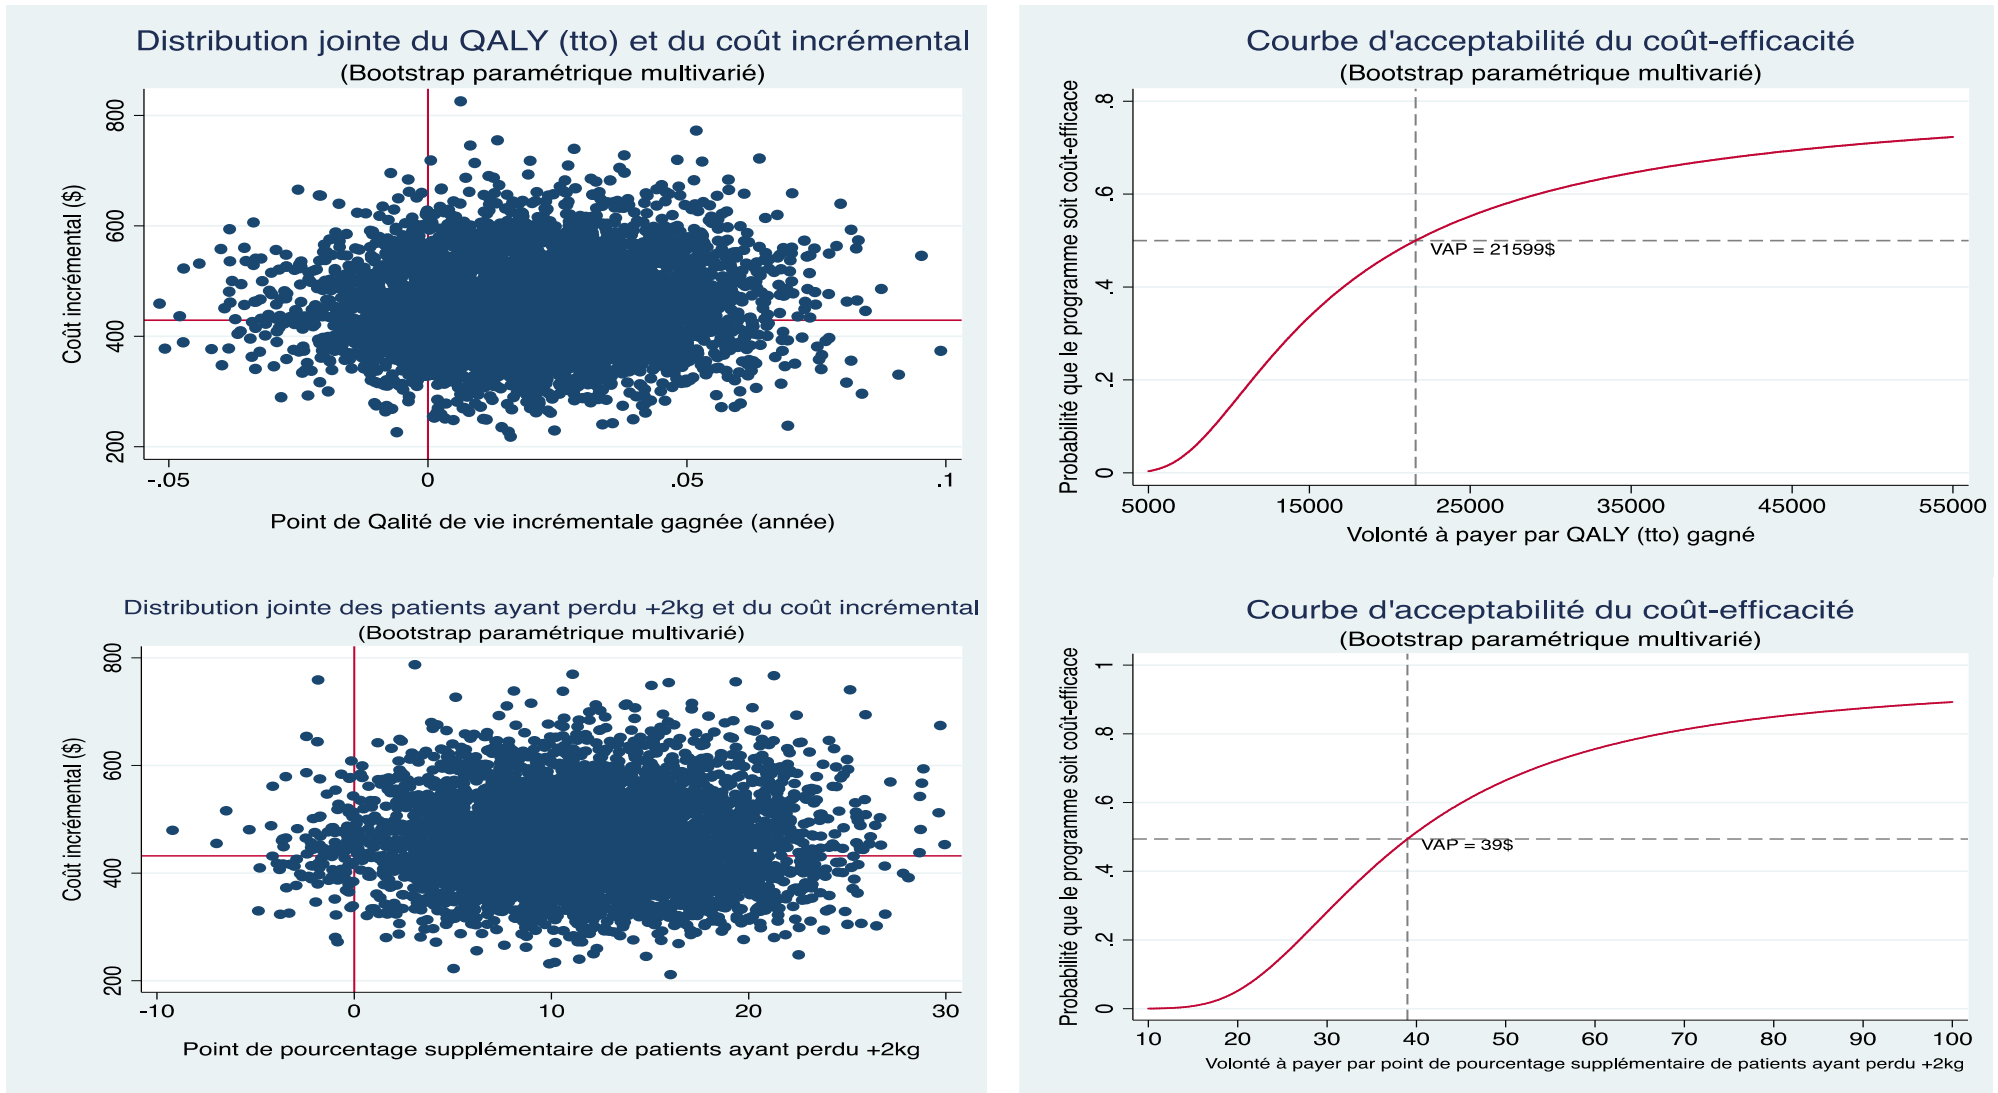 Distribution jointe du QALY (tto) et du coût incrémental
(Bootstrap paramétrique multivarié)
Coût incrémental ($)
800
600
400
200
-.05
0
.05
.1
Point de Qalité de vie incrémentale gagnée (année)
Courbe d'acceptabilité du coût-efficacité
(Bootstrap paramétrique multivarié)
Probabilité que le programme soit coût-efficace
.8
.6
.4
.2
0
VAP = 21599$
5000
15000
25000
35000
45000
55000
Volonté à payer par QALY (tto) gagné
Distribution jointe des patients ayant perdu +2kg et du coût incrémental
(Bootstrap paramétrique multivarié)
Coût incrémental ($)
800
600
400
200
-10
0
10
20
30
Point de pourcentage supplémentaire de patients ayant perdu +2kg
Courbe d'acceptabilité du coût-efficacité
(Bootstrap paramétrique multivarié)
Probabilité que le programme soit coût-efficace
1
.8
.6
.4
.2
0
VAP = 39$
10
20
30
40
50
60
70
80
90
100
Volonté à payer par point de pourcentage supplémentaire de patients ayant perdu +2kg